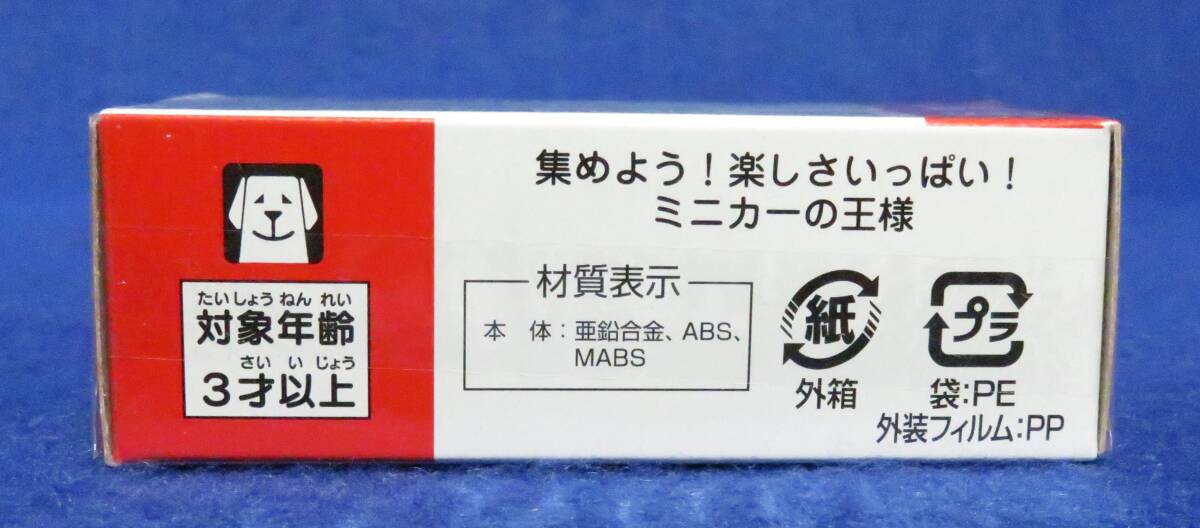 集めよう!楽しさいっぱい!
ミニカーの王様
たいしょうねんれい
対象年齢
さいいじょう
3才以上
材質表示
本 体:亜鉛合金、ABS、
MABS
紙
外箱
プラ
袋:PE
外装フィルム:PP